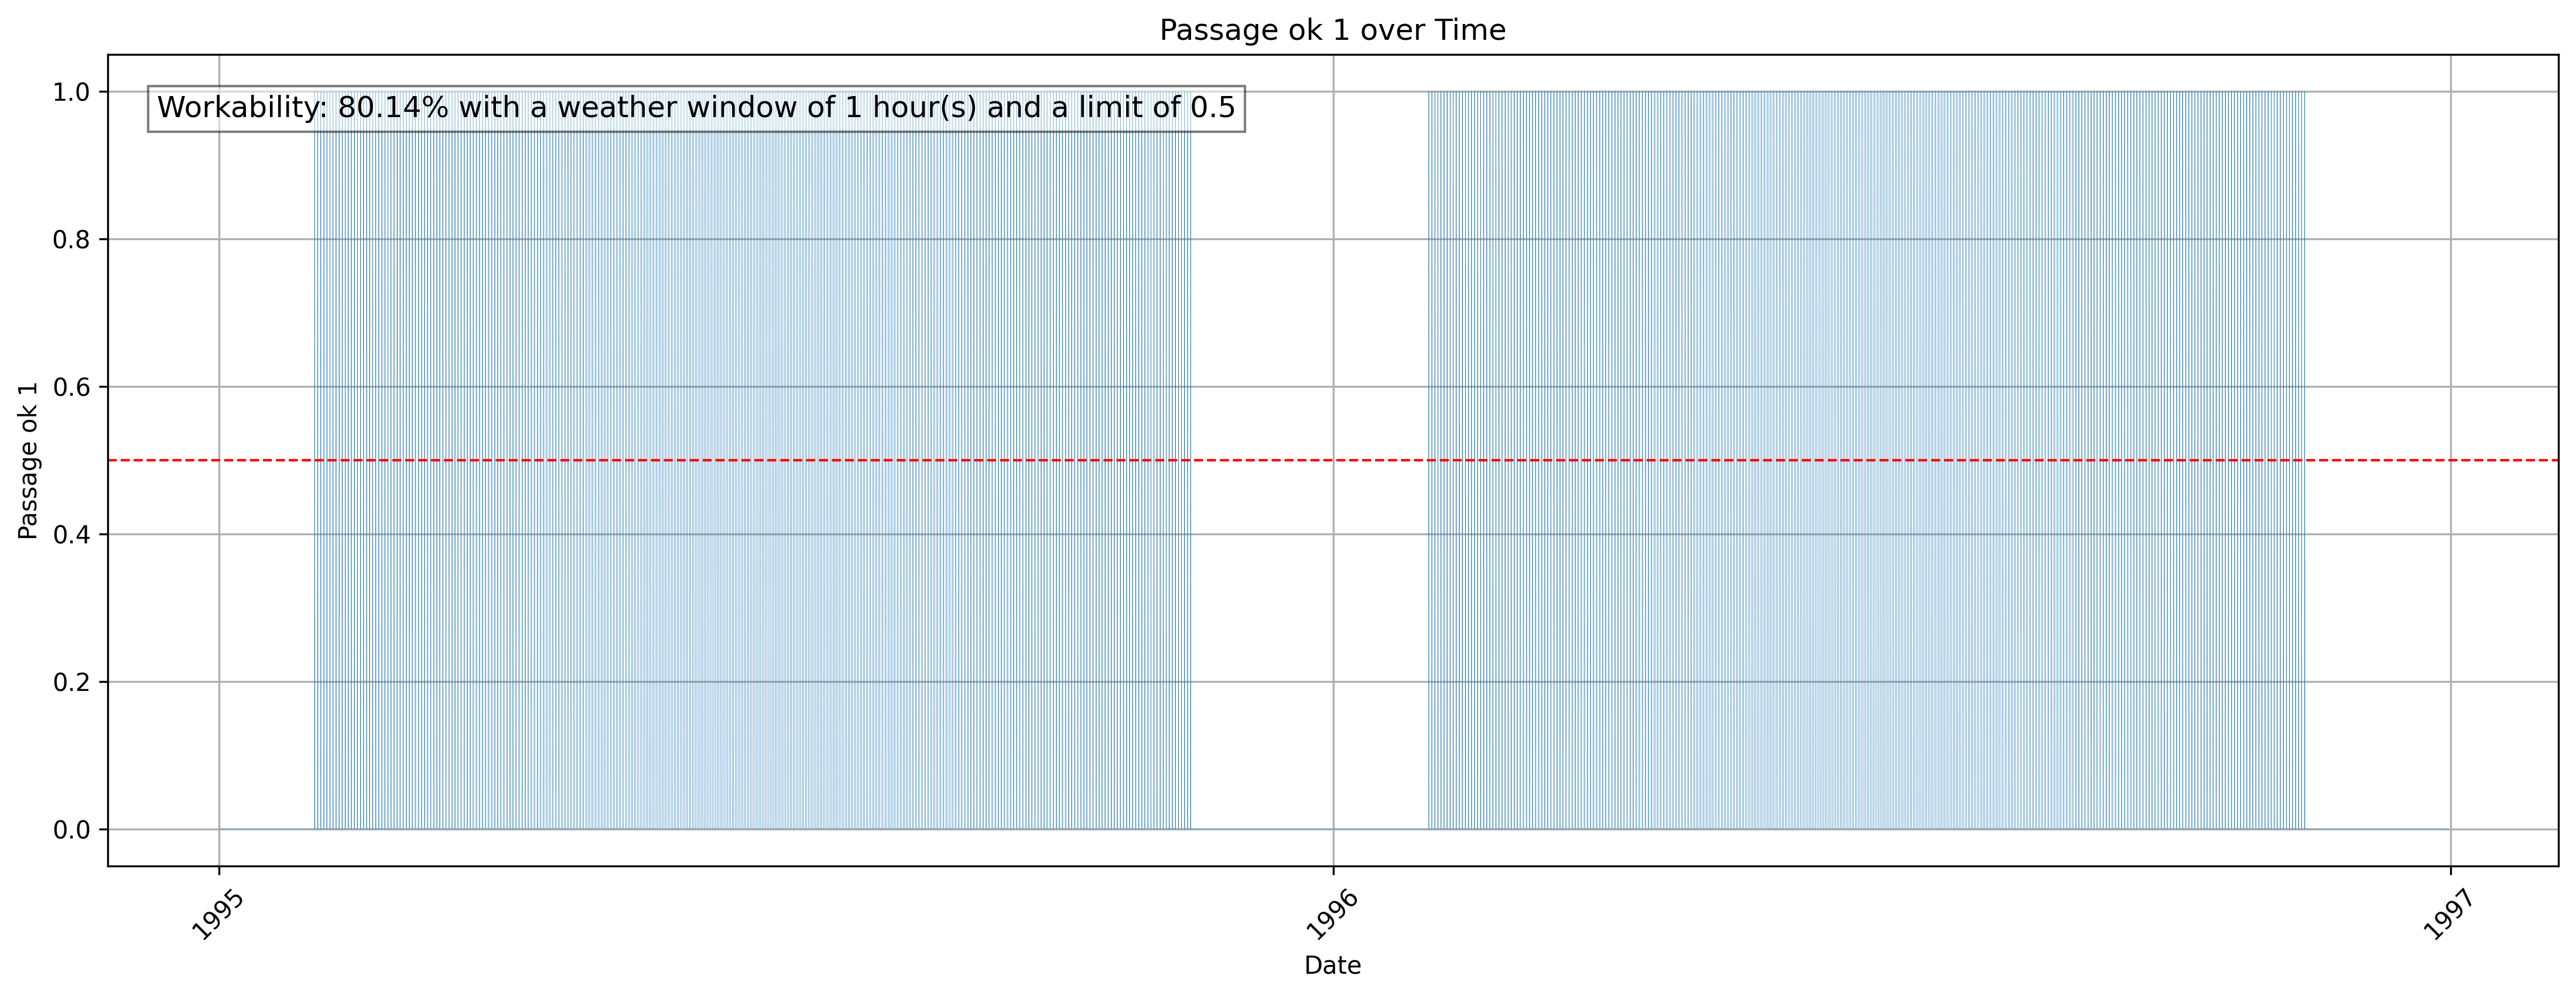 Passage ok 1 over Time
Workability: 80.14% with a weather window of 1 hour(s) and a limit of 0.5
1.0
0.8
0.6
0.4
0.2
0.0
Passage ok 1
1995
1996
1997
Date